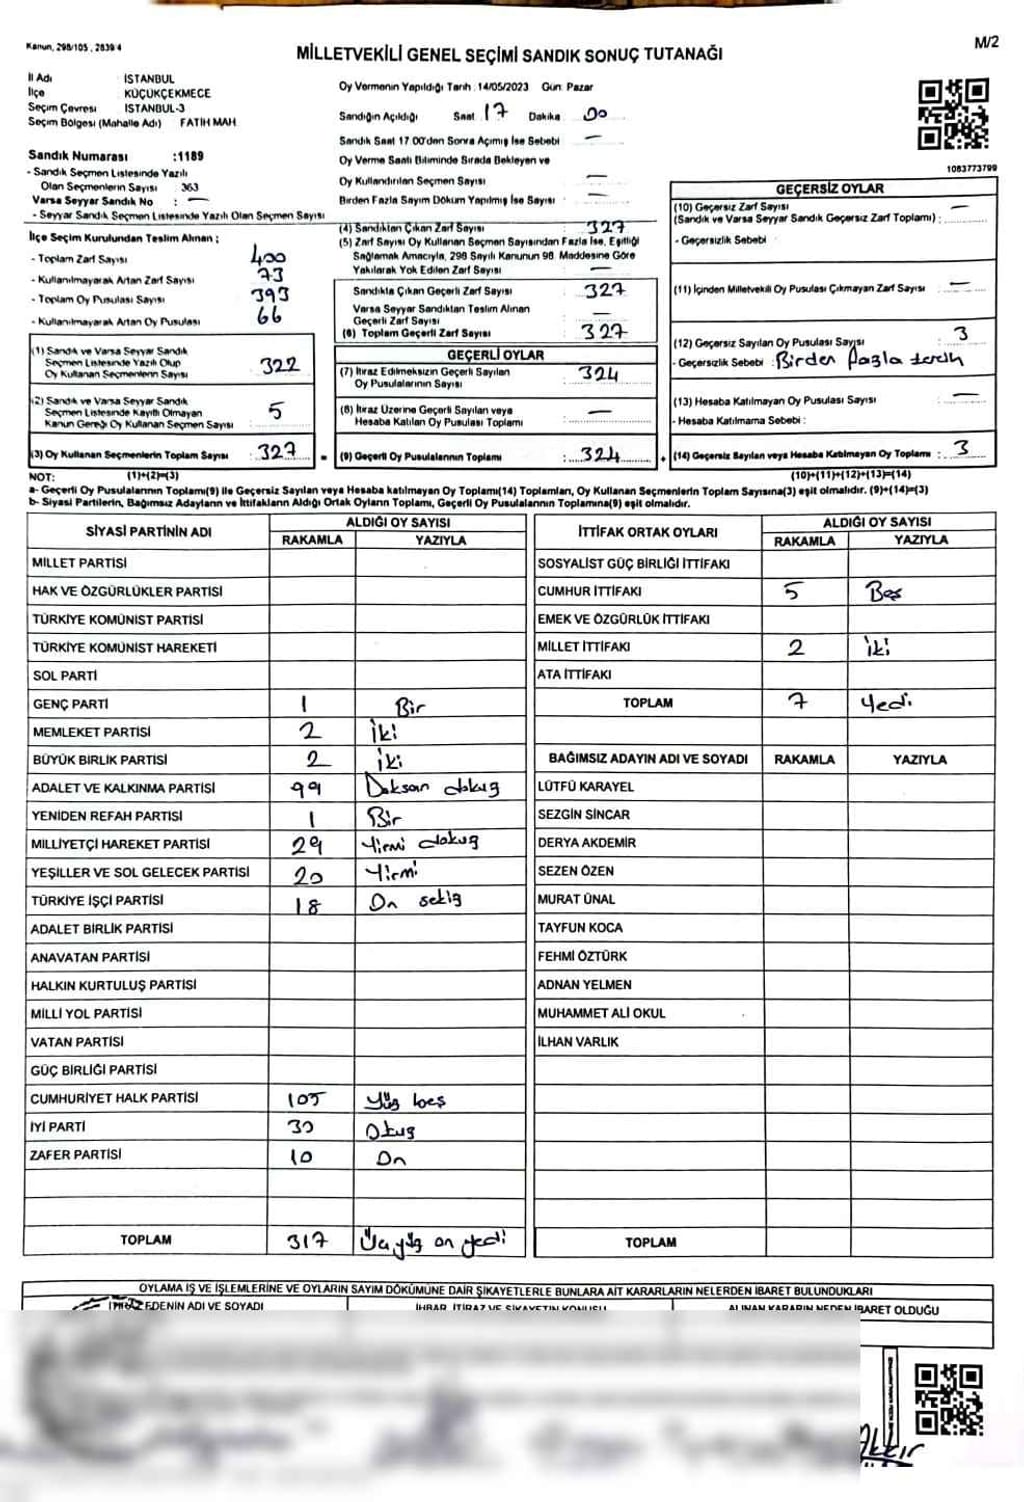 Kanun, 298/105, 2839/4
MİLLETVEKİLİ GENEL SEÇİMİ SANDIK SONUÇ TUTANAĞI
M/2
İl Adı : İSTANBUL
İlçe : KÜÇÜKÇEKMECE
Seçim Çevresi : İSTANBUL-3
Seçim Bölgesi (Mahalle Adı) FATİH MAH
Sandık Numarası :1189
- Sandık Seçmen Listesinde Yazılı
Olan Seçmenlerin Sayısı : 363
Varsa Seyyar Sandık No : —
- Seyyar Sandık Seçmen Listesinde Yazılı Olan Seçmen Sayısı
Oy Vermenin Yapıldığı Tarih : 14/05/2023 Gün: Pazar
Sandığın Açıldığı Saat 17 Dakika 00
Sandık Saat 17.00'den Sonra Açılmış İse Sebebi —
Oy Verme Saati Bitiminde Sırada Bekleyen ve
Oy Kullandırılan Seçmen Sayısı —
Birden Fazla Sayım Döküm Yapılmış İse Sayısı —
1083773799
İlçe Seçim Kurulundan Teslim Alınan ;
- Toplam Zarf Sayısı : 400
- Kullanılmayarak Artan Zarf Sayısı : 73
- Toplam Oy Pusulası Sayısı : 393
- Kullanılmayarak Artan Oy Pusulası : 66
(1) Sandık ve Varsa Seyyar Sandık
Seçmen Listesinde Yazılı Olup
Oy Kullanan Seçmenlerin Sayısı : 322
(2) Sandık ve Varsa Seyyar Sandık
Seçmen Listesinde Kayıtlı Olmayan
Kanun Gereği Oy Kullanan Seçmen Sayısı : 5
(3) Oy Kullanan Seçmenlerin Toplam Sayısı : 327 =
(4) Sandıktan Çıkan Zarf Sayısı : 327
(5) Zarf Sayısı Oy Kullanan Seçmen Sayısından Fazla İse, Eşitliği
Sağlamak Amacıyla, 298 Sayılı Kanunun 98. Maddesine Göre
Yakılarak Yok Edilen Zarf Sayısı : —
Sandıkta Çıkan Geçerli Zarf Sayısı : 327
Varsa Seyyar Sandıktan Teslim Alınan
Geçerli Zarf Sayısı : —
(6) Toplam Geçerli Zarf Sayısı : 327
GEÇERLİ OYLAR
(7) İtiraz Edilmeksizin Geçerli Sayılan
Oy Pusulalarının Sayısı : 324
(8) İtiraz Üzerine Geçerli Sayılan veya
Hesaba Katılan Oy Pusulası Toplamı : —
(9) Geçerli Oy Pusulalarının Toplamı : 324 +
GEÇERSİZ OYLAR
(10) Geçersiz Zarf Sayısı
(Sandık ve Varsa Seyyar Sandık Geçersiz Zarf Toplamı) : —
- Geçersizlik Sebebi
(11) İçinden Milletvekili Oy Pusulası Çıkmayan Zarf Sayısı : —
(12) Geçersiz Sayılan Oy Pusulası Sayısı : 3
- Geçersizlik Sebebi : Birden fazla tercih
(13) Hesaba Katılmayan Oy Pusulası Sayısı : —
- Hesaba Katılmama Sebebi :
(14) Geçersiz Sayılan veya Hesaba Katılmayan Oy Toplamı : 3
NOT: (1)+(2)=(3) (10)+(11)+(12)+(13)=(14)
a- Geçerli Oy Pusulalarının Toplamı(9) ile Geçersiz Sayılan veya Hesaba katılmayan Oy Toplamı(14) Toplamları, Oy Kullanan Seçmenlerin Toplam Sayısına(3) eşit olmalıdır. (9)+(14)=(3)
b- Siyasi Partilerin, Bağımsız Adayların ve İttifakların Aldığı Ortak Oyların Toplamı, Geçerli Oy Pusulalarının Toplamına(9) eşit olmalıdır.
SİYASİ PARTİNİN ADI ALDIĞI OY SAYISI
RAKAMLA YAZIYLA
MİLLET PARTİSİ
HAK VE ÖZGÜRLÜKLER PARTİSİ
TÜRKİYE KOMÜNİST PARTİSİ
TÜRKİYE KOMÜNİST HAREKETİ
SOL PARTİ
GENÇ PARTİ 1 Bir
MEMLEKET PARTİSİ 2 İki
BÜYÜK BİRLİK PARTİSİ 2 İki
ADALET VE KALKINMA PARTİSİ 99 Doksan dokuz
YENİDEN REFAH PARTİSİ 1 Bir
MİLLİYETÇİ HAREKET PARTİSİ 29 Yirmi dokuz
YEŞİLLER VE SOL GELECEK PARTİSİ 20 Yirmi
TÜRKİYE İŞÇİ PARTİSİ 18 On sekiz
ADALET BİRLİK PARTİSİ
ANAVATAN PARTİSİ
HALKIN KURTULUŞ PARTİSİ
MİLLİ YOL PARTİSİ
VATAN PARTİSİ
GÜÇ BİRLİĞİ PARTİSİ
CUMHURİYET HALK PARTİSİ 105 Yüz beş
İYİ PARTİ 30 Otuz
ZAFER PARTİSİ 10 On
TOPLAM 317 Üçyüz on yedi
İTTİFAK ORTAK OYLARI ALDIĞI OY SAYISI
RAKAMLA YAZIYLA
SOSYALİST GÜÇ BİRLİĞİ İTTİFAKI
CUMHUR İTTİFAKI 5 Beş
EMEK VE ÖZGÜRLÜK İTTİFAKI
MİLLET İTTİFAKI 2 İki
ATA İTTİFAKI
TOPLAM 7 Yedi
BAĞIMSIZ ADAYIN ADI VE SOYADI RAKAMLA YAZIYLA
LÜTFÜ KARAYEL
SEZGİN SİNCAR
DERYA AKDEMİR
SEZEN ÖZEN
MURAT ÜNAL
TAYFUN KOCA
FEHMİ ÖZTÜRK
ADNAN YELMEN
MUHAMMET ALİ OKUL
İLHAN VARLIK
TOPLAM
OYLAMA İŞ VE İŞLEMLERİNE VE OYLARIN SAYIM DÖKÜMÜNE DAİR ŞİKAYETLERLE BUNLARA AİT KARARLARIN NELERDEN İBARET BULUNDUKLARI
EDENİN ADI VE SOYADI İHBAR, İTİRAZ VE ŞİKAYETİN KONUSU ALINAN KARARIN NEDEN İBARET OLDUĞU